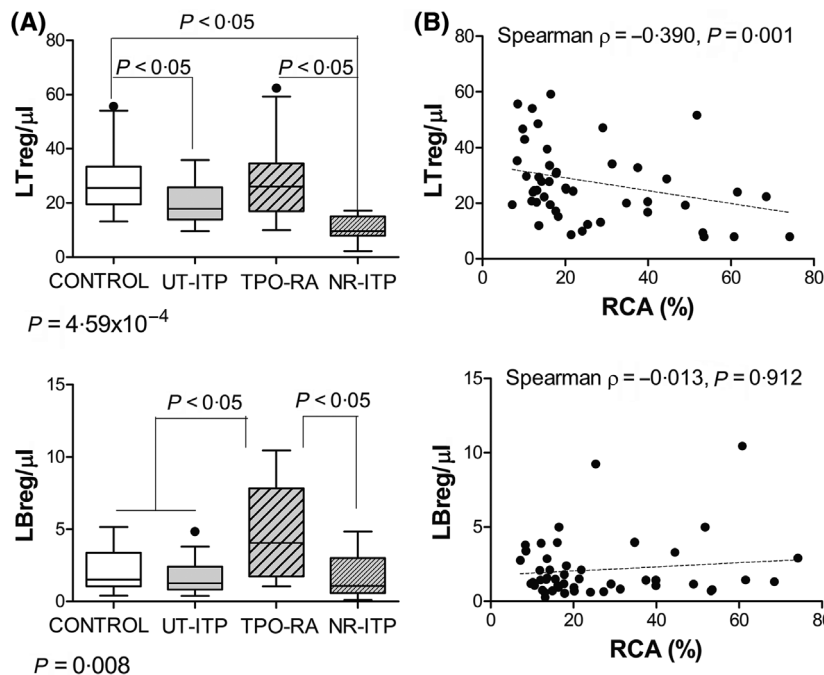 (A)
P < 0·05
P < 0·05
P < 0·05
80
60
40
20
0
LTreg/µl
CONTROL UT-ITP TPO-RA NR-ITP
P = 4·59x10−4
(B)
Spearman ρ = −0·390, P = 0·001
80
60
40
20
0
LTreg/µl
0 20 40 60 80
RCA (%)
P < 0·05
P < 0·05
15
10
5
0
LBreg/µl
CONTROL UT-ITP TPO-RA NR-ITP
P = 0·008
Spearman ρ = −0·013, P = 0·912
15
10
5
0
LBreg/µl
0 20 40 60 80
RCA (%)